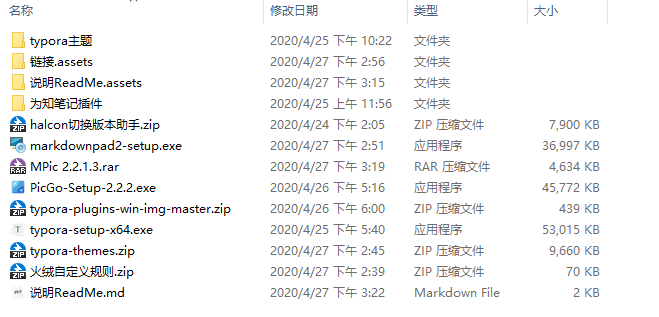 名称 修改日期 类型 大小
typora主题 2020/4/25 下午 10:22 文件夹
链接.assets 2020/4/27 下午 2:56 文件夹
说明ReadMe.assets 2020/4/27 下午 3:15 文件夹
为知笔记插件 2020/4/25 上午 11:56 文件夹
halcon切换版本助手.zip 2020/4/24 下午 2:05 ZIP 压缩文件 7,900 KB
markdownpad2-setup.exe 2020/4/27 下午 2:51 应用程序 36,997 KB
MPic 2.2.1.3.rar 2020/4/27 下午 3:19 RAR 压缩文件 4,634 KB
PicGo-Setup-2.2.2.exe 2020/4/26 下午 5:16 应用程序 45,772 KB
typora-plugins-win-img-master.zip 2020/4/26 下午 6:00 ZIP 压缩文件 439 KB
typora-setup-x64.exe 2020/4/25 下午 5:40 应用程序 53,015 KB
typora-themes.zip 2020/4/27 下午 2:45 ZIP 压缩文件 9,660 KB
火绒自定义规则.zip 2020/4/27 下午 2:39 ZIP 压缩文件 70 KB
说明ReadMe.md 2020/4/27 下午 3:22 Markdown File 2 KB